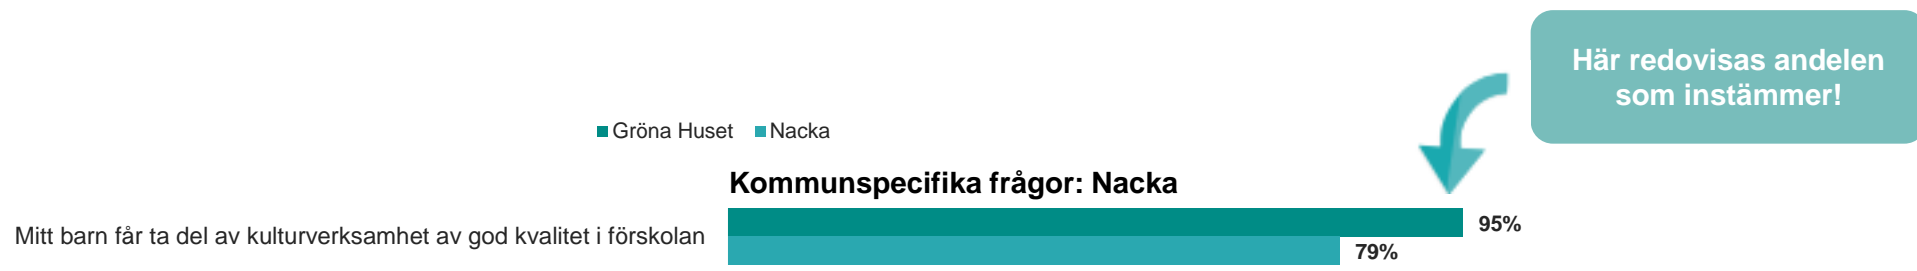 Här redovisas andelen
som instämmer!
Gröna Huset Nacka
Kommunspecifika frågor: Nacka
Mitt barn får ta del av kulturverksamhet av god kvalitet i förskolan
95%
79%